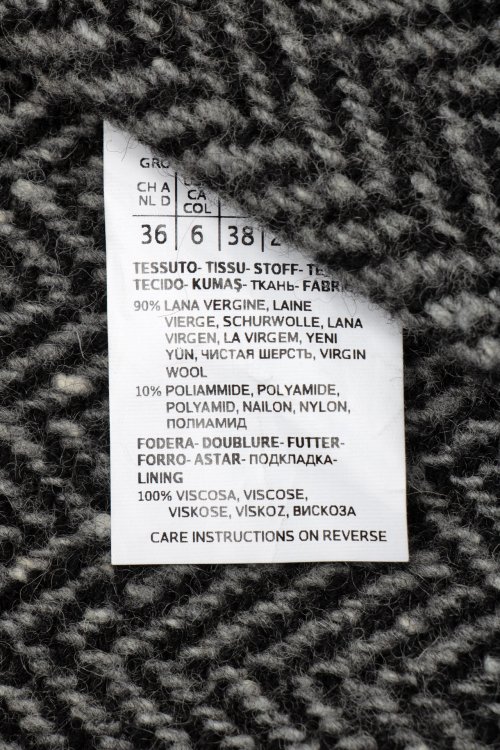 GRO
CH A CA
NL D COL
36 6 38
TESSUTO- TISSU- STOFF-
TECIDO- KUMAŞ- ТКАНЬ- FABRI
90% LANA VERGINE, LAINE
VIERGE, SCHURWOLLE, LANA
VIRGEN, LA VIRGEM, YENI
YÜN, ЧИСТАЯ ШЕРСТЬ, VIRGIN
WOOL
10% POLIAMMIDE, POLYAMIDE,
POLYAMID, NAILON, NYLON,
ПОЛИАМИД
FODERA- DOUBLURE- FUTTER-
FORRO- ASTAR- ПОДКЛАДКА-
LINING
100% VISCOSA, VISCOSE,
VISKOSE, VİSKOZ, ВИСКОЗА
CARE INSTRUCTIONS ON REVERSE